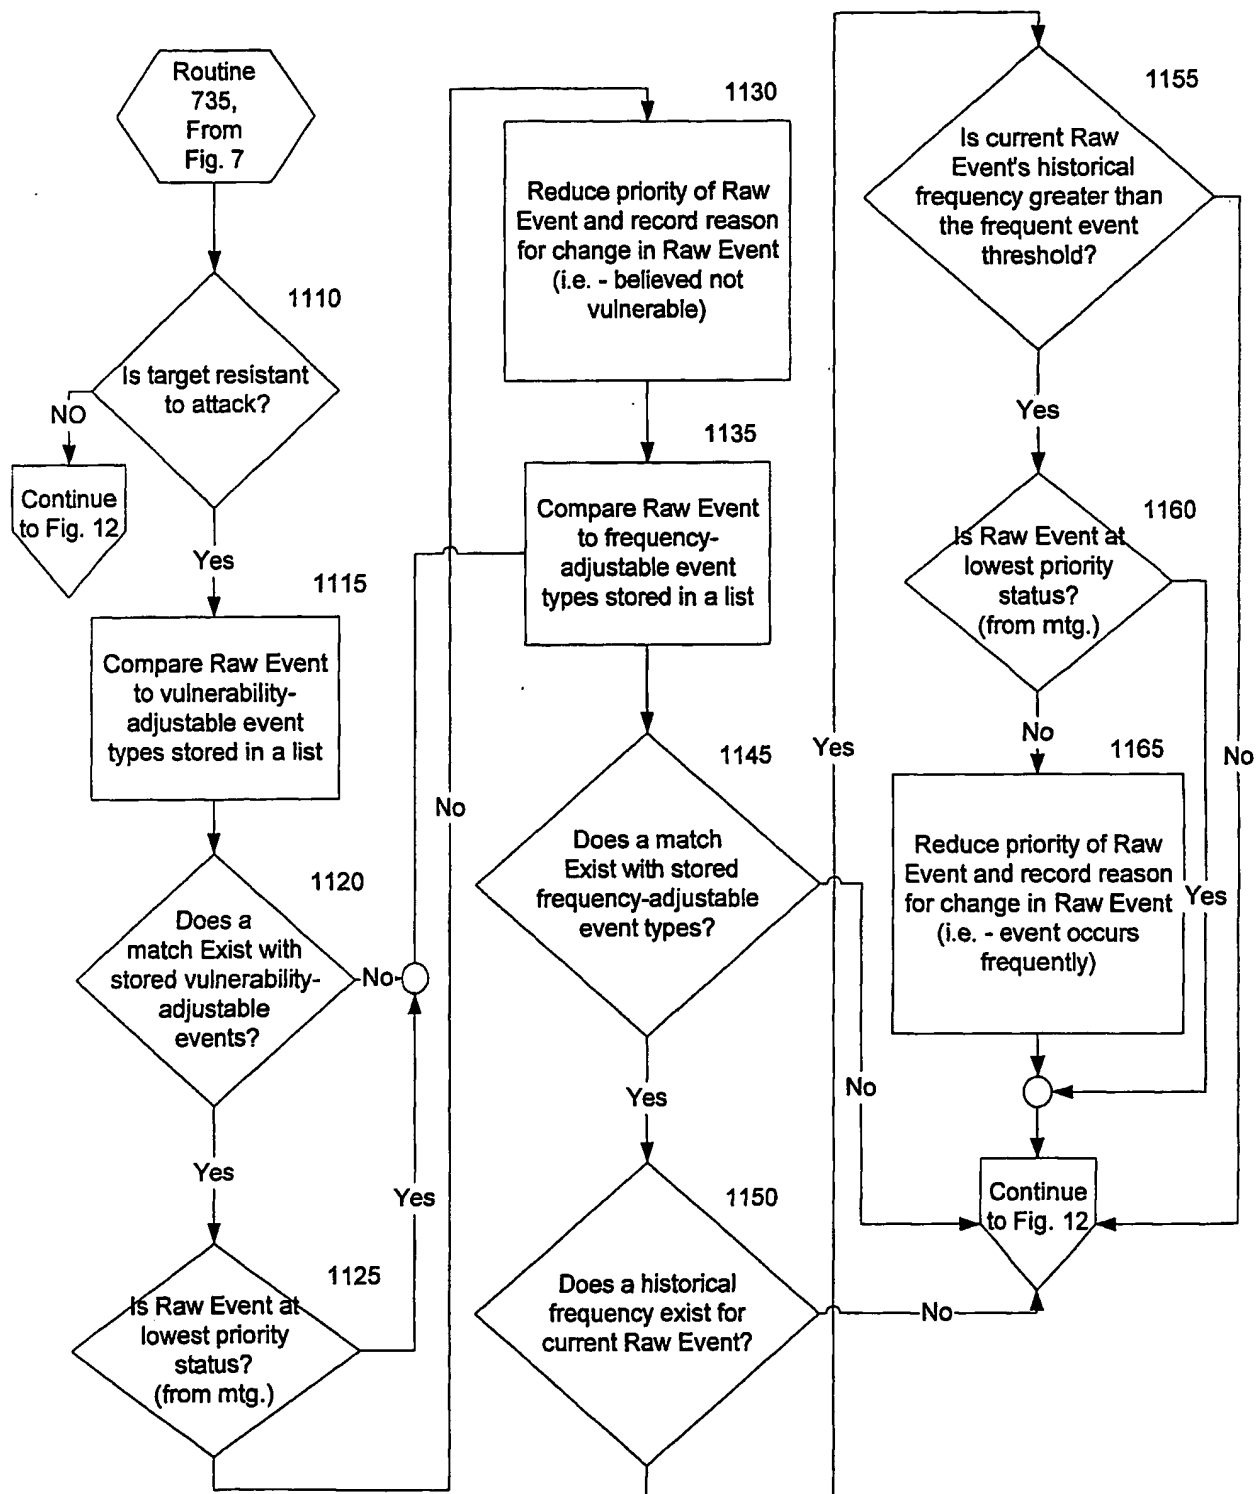 Routine
735,
From
Fig. 7
1110
Is target resistant
to attack?
NO
Continue
to Fig. 12
Yes
1115
Compare Raw Event
to vulnerability-
adjustable event
types stored in a list
1120
Does a
match Exist with
stored vulnerability-
adjustable
events?
No
Yes
Yes
1125
Is Raw Event at
lowest priority
status?
(from mtg.)
No
1130
Reduce priority of Raw
Event and record reason
for change in Raw Event
(i.e. - believed not
vulnerable)
1135
Compare Raw Event
to frequency-
adjustable event
types stored in a list
1145
Does a match
Exist with stored
frequency-adjustable
event types?
No
Yes
1150
Does a historical
frequency exist for
current Raw Event?
No
Yes
1155
Is current Raw
Event's historical
frequency greater than
the frequent event
threshold?
No
Yes
1160
Is Raw Event at
lowest priority
status?
(from mtg.)
Yes
No
1165
Reduce priority of Raw
Event and record reason
for change in Raw Event
(i.e. - event occurs
frequently)
Continue
to Fig. 12